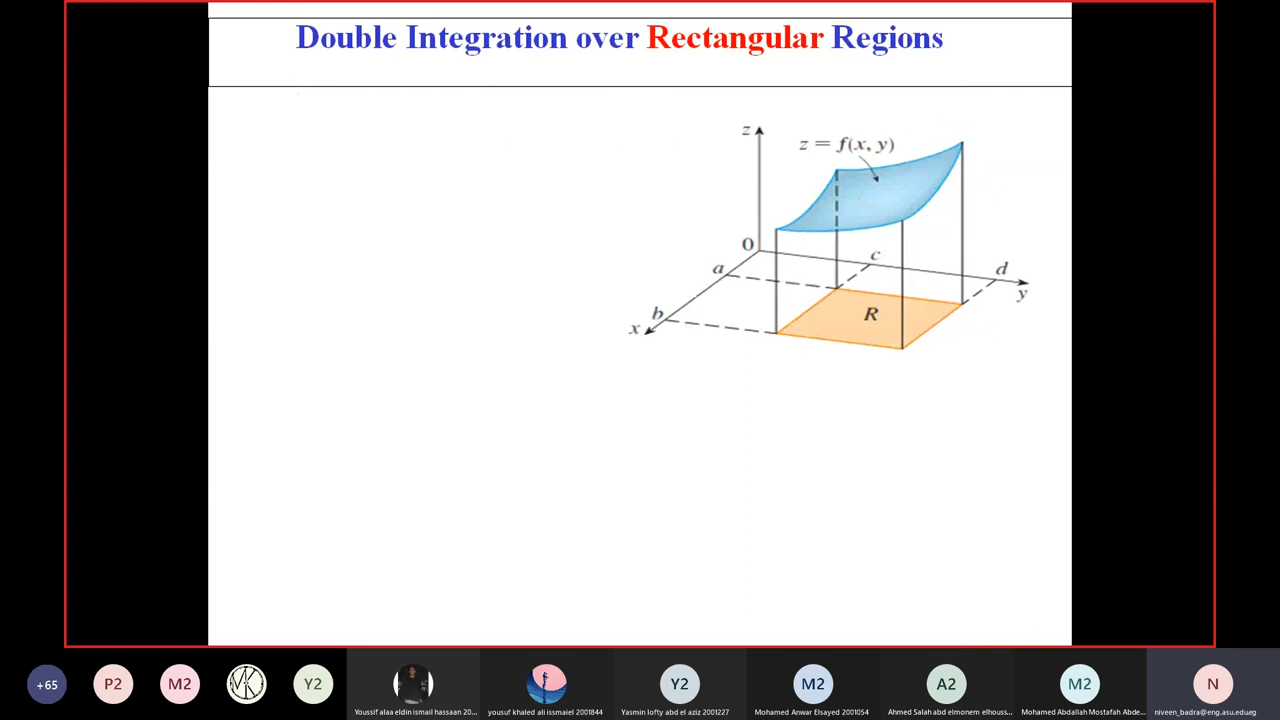 Double Integration over Rectangular Regions
z
z = f(x, y)
0
c
a
d
y
R
b
x
+65
P2
M2
MK
Y2
Y2
M2
A2
M2
N
Youssif alaa eldin ismail hassaan 20...
yousuf khaled ali issmaiel 2001844
Yasmin lofty abd el aziz 2001227
Mohamed Anwar Elsayed 2001054
Ahmed Salah abd elmonem elhouss...
Mohamed Abdallah Mostafah Abde...
niveen_badra@eng.asu.edueg